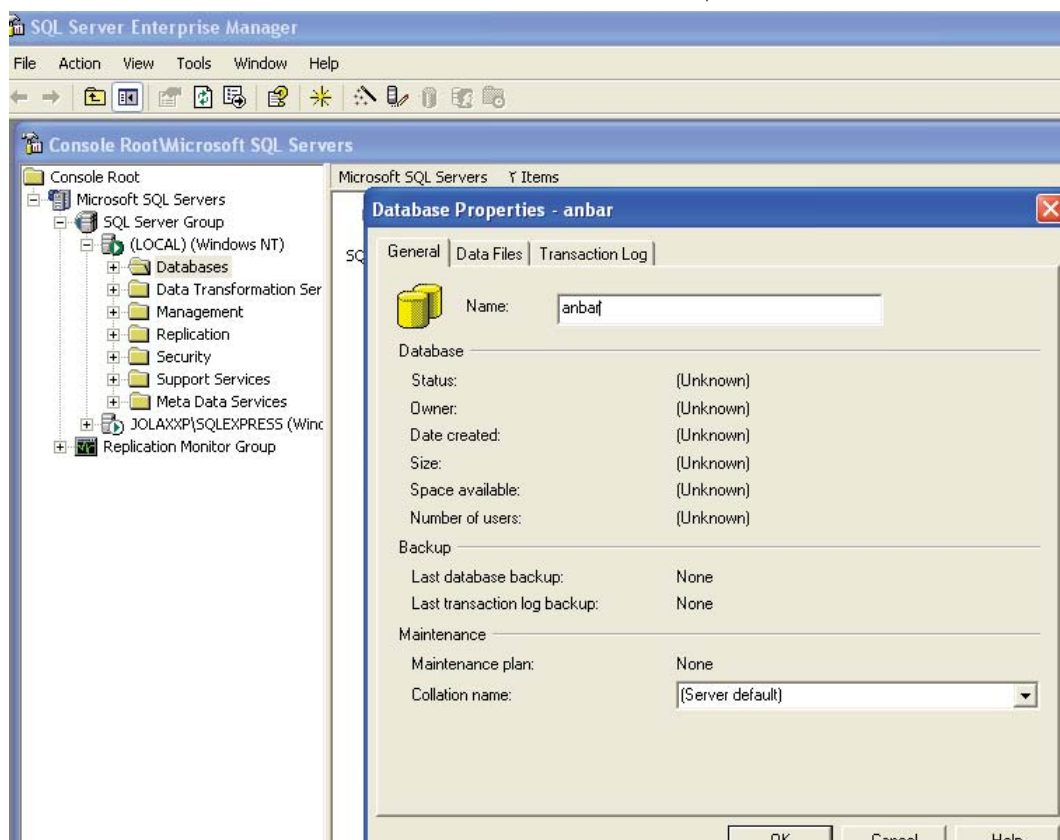 SQL Server Enterprise Manager
File Action View Tools Window Help
Console Root\Microsoft SQL Servers
Console Root
Microsoft SQL Servers
SQL Server Group
(LOCAL) (Windows NT)
Databases
Data Transformation Ser
Management
Replication
Security
Support Services
Meta Data Services
JOLAXXP\SQLEXPRESS (Winc
Replication Monitor Group
Microsoft SQL Servers ۲ Items
SQ
Database Properties - anbar
General Data Files Transaction Log
Name: anbar
Database
Status: (Unknown)
Owner: (Unknown)
Date created: (Unknown)
Size: (Unknown)
Space available: (Unknown)
Number of users: (Unknown)
Backup
Last database backup: None
Last transaction log backup: None
Maintenance
Maintenance plan: None
Collation name: (Server default)
OK Cancel Help